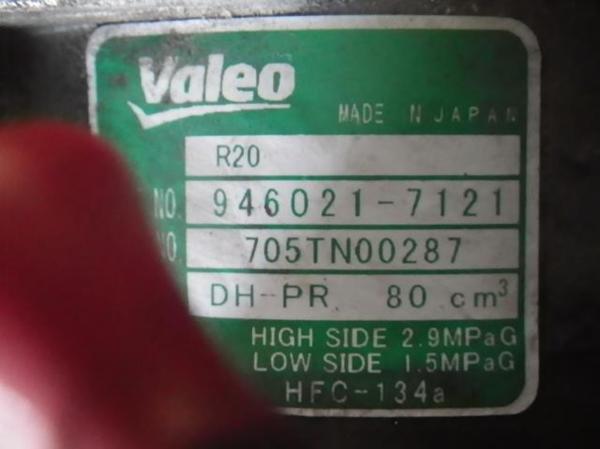 Valeo
MADE IN JAPAN
R20
NO. 946021-7121
NO. 705TN00287
DH-PR 80 cm³
HIGH SIDE 2.9MPaG
LOW SIDE 1.5MPaG
HFC-134a